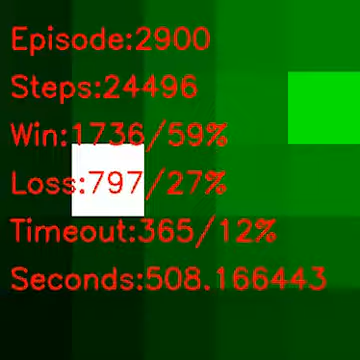 Episode:2900
Steps:24496
Win:1736/59%
Loss:797/27%
Timeout:365/12%
Seconds:508.166443